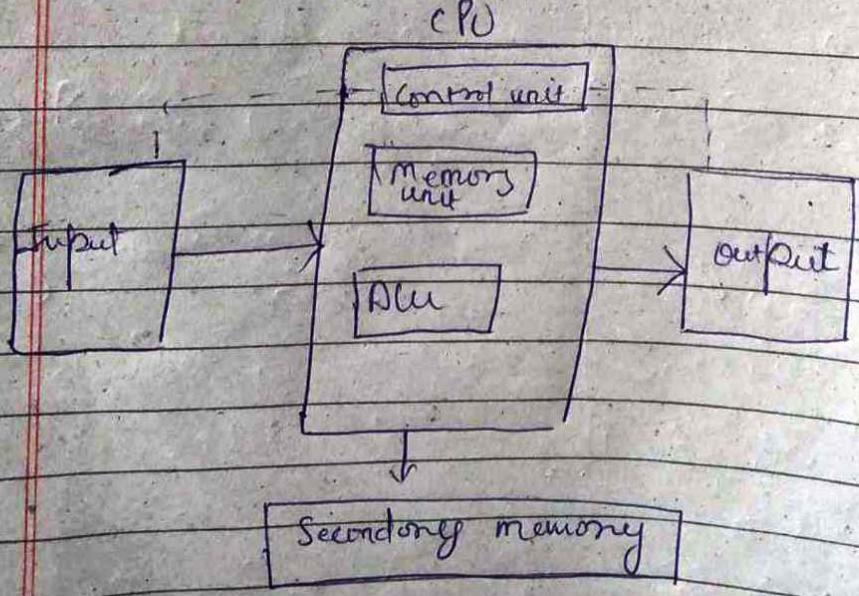 CPU
Control unit
Memory
unit
Input
Output
ALU
Secondary memory